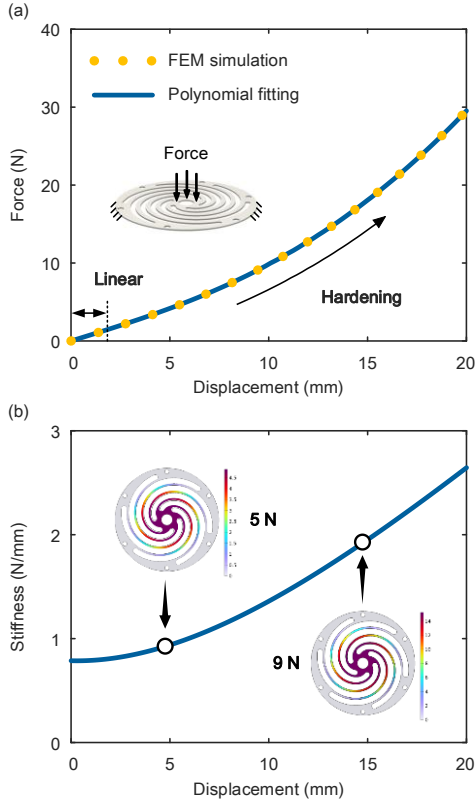 (a)
40
FEM simulation
Polynomial fitting
30
Force
Force (N)
20
Linear
10
Hardening
0
0 5 10 15 20
Displacement (mm)
(b)
3
5 N
2
Stiffness (N/mm)
1
9 N
0
0 5 10 15 20
Displacement (mm)